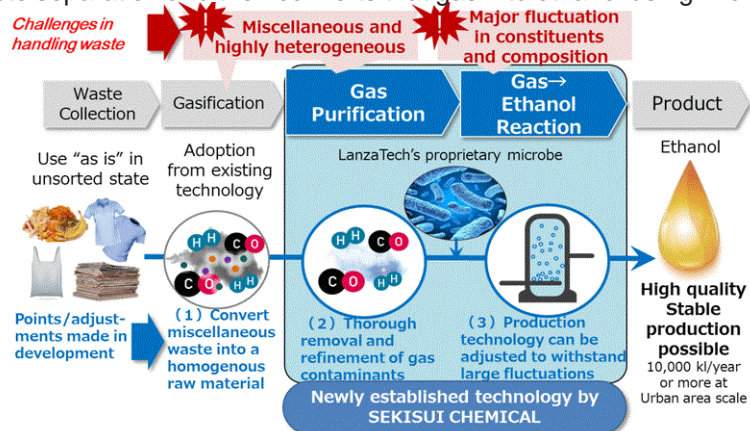 Challenges in
handling waste
Miscellaneous and
highly heterogeneous
Major fluctuation
in constituents
and composition
Waste
Collection
Gasification
Gas
Purification
Gas→
Ethanol
Reaction
Product
Use “as is” in
unsorted state
Adoption
from existing
technology
LanzaTech’s proprietary microbe
Ethanol
H H C O
C O H H
H H C O
C O H H
Points/adjust-
ments made in
development
(1) Convert
miscellaneous
waste into a
homogenous
raw material
(2) Thorough
removal and
refinement of gas
contaminants
(3) Production
technology can be
adjusted to withstand
large fluctuations
High quality
Stable
production
possible
10,000 kl/year
or more at
Urban area scale
Newly established technology by
SEKISUI CHEMICAL